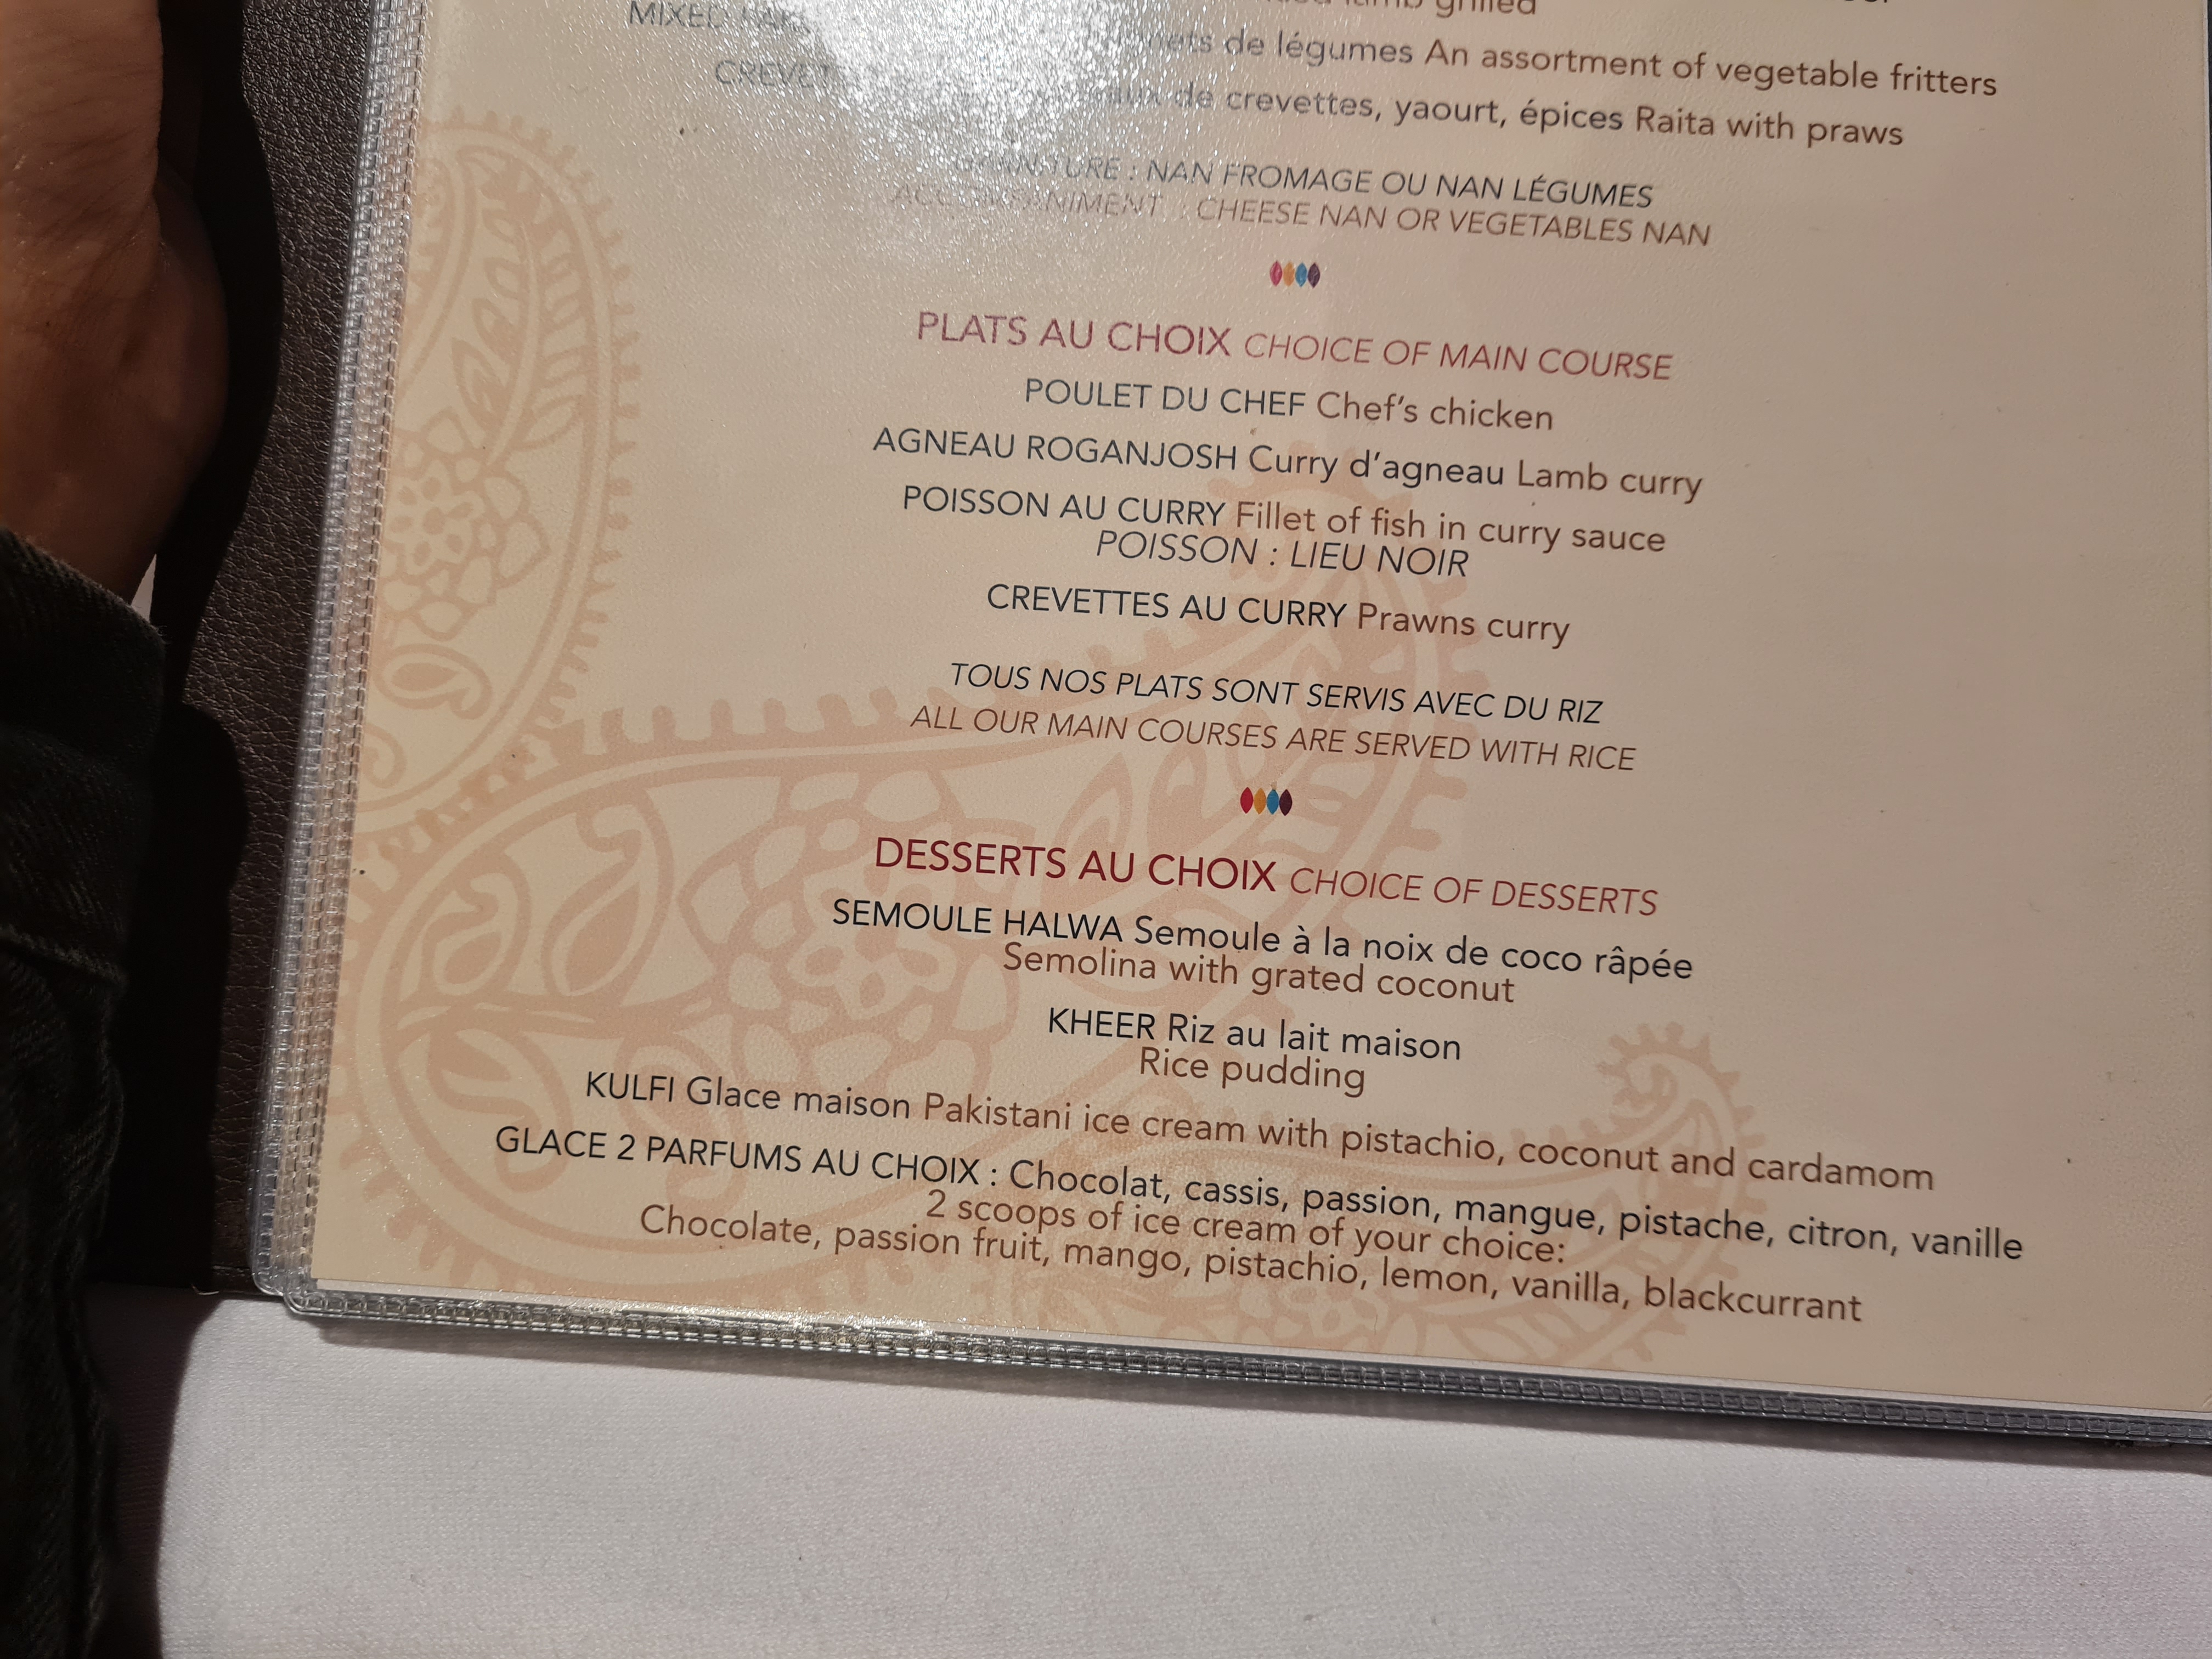 lamb grilled
MIXED de légumes An assortment of vegetable fritters
de crevettes, yaourt, épices Raita with praws
GARNITURE : NAN FROMAGE OU NAN LÉGUMES
ACCOMPANIMENT : CHEESE NAN OR VEGETABLES NAN
PLATS AU CHOIX CHOICE OF MAIN COURSE
POULET DU CHEF Chef's chicken
AGNEAU ROGANJOSH Curry d'agneau Lamb curry
POISSON AU CURRY Fillet of fish in curry sauce
POISSON : LIEU NOIR
CREVETTES AU CURRY Prawns curry
TOUS NOS PLATS SONT SERVIS AVEC DU RIZ
ALL OUR MAIN COURSES ARE SERVED WITH RICE
DESSERTS AU CHOIX CHOICE OF DESSERTS
SEMOULE HALWA Semoule à la noix de coco râpée
Semolina with grated coconut
KHEER Riz au lait maison
Rice pudding
KULFI Glace maison Pakistani ice cream with pistachio, coconut and cardamom
GLACE 2 PARFUMS AU CHOIX : Chocolat, cassis, passion, mangue, pistache, citron, vanille
2 scoops of ice cream of your choice:
Chocolate, passion fruit, mango, pistachio, lemon, vanilla, blackcurrant